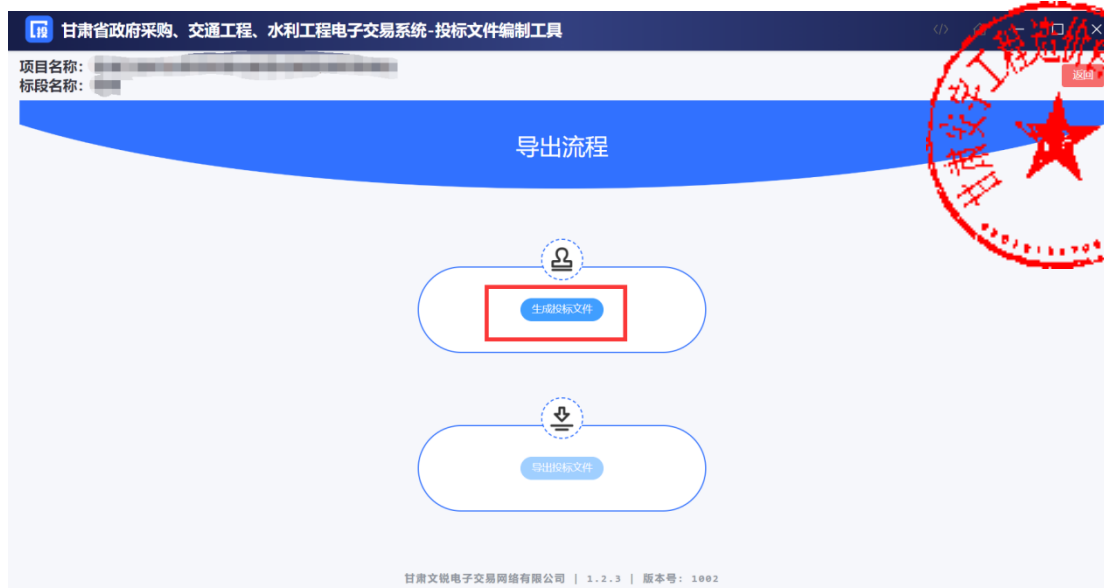 甘肃省政府采购、交通工程、水利工程电子交易系统-投标文件编制工具
项目名称:
标段名称:
返回
导出流程
生成投标文件
导出投标文件
甘肃文锐电子交易网络有限公司 | 1.2.3 | 版本号: 1002